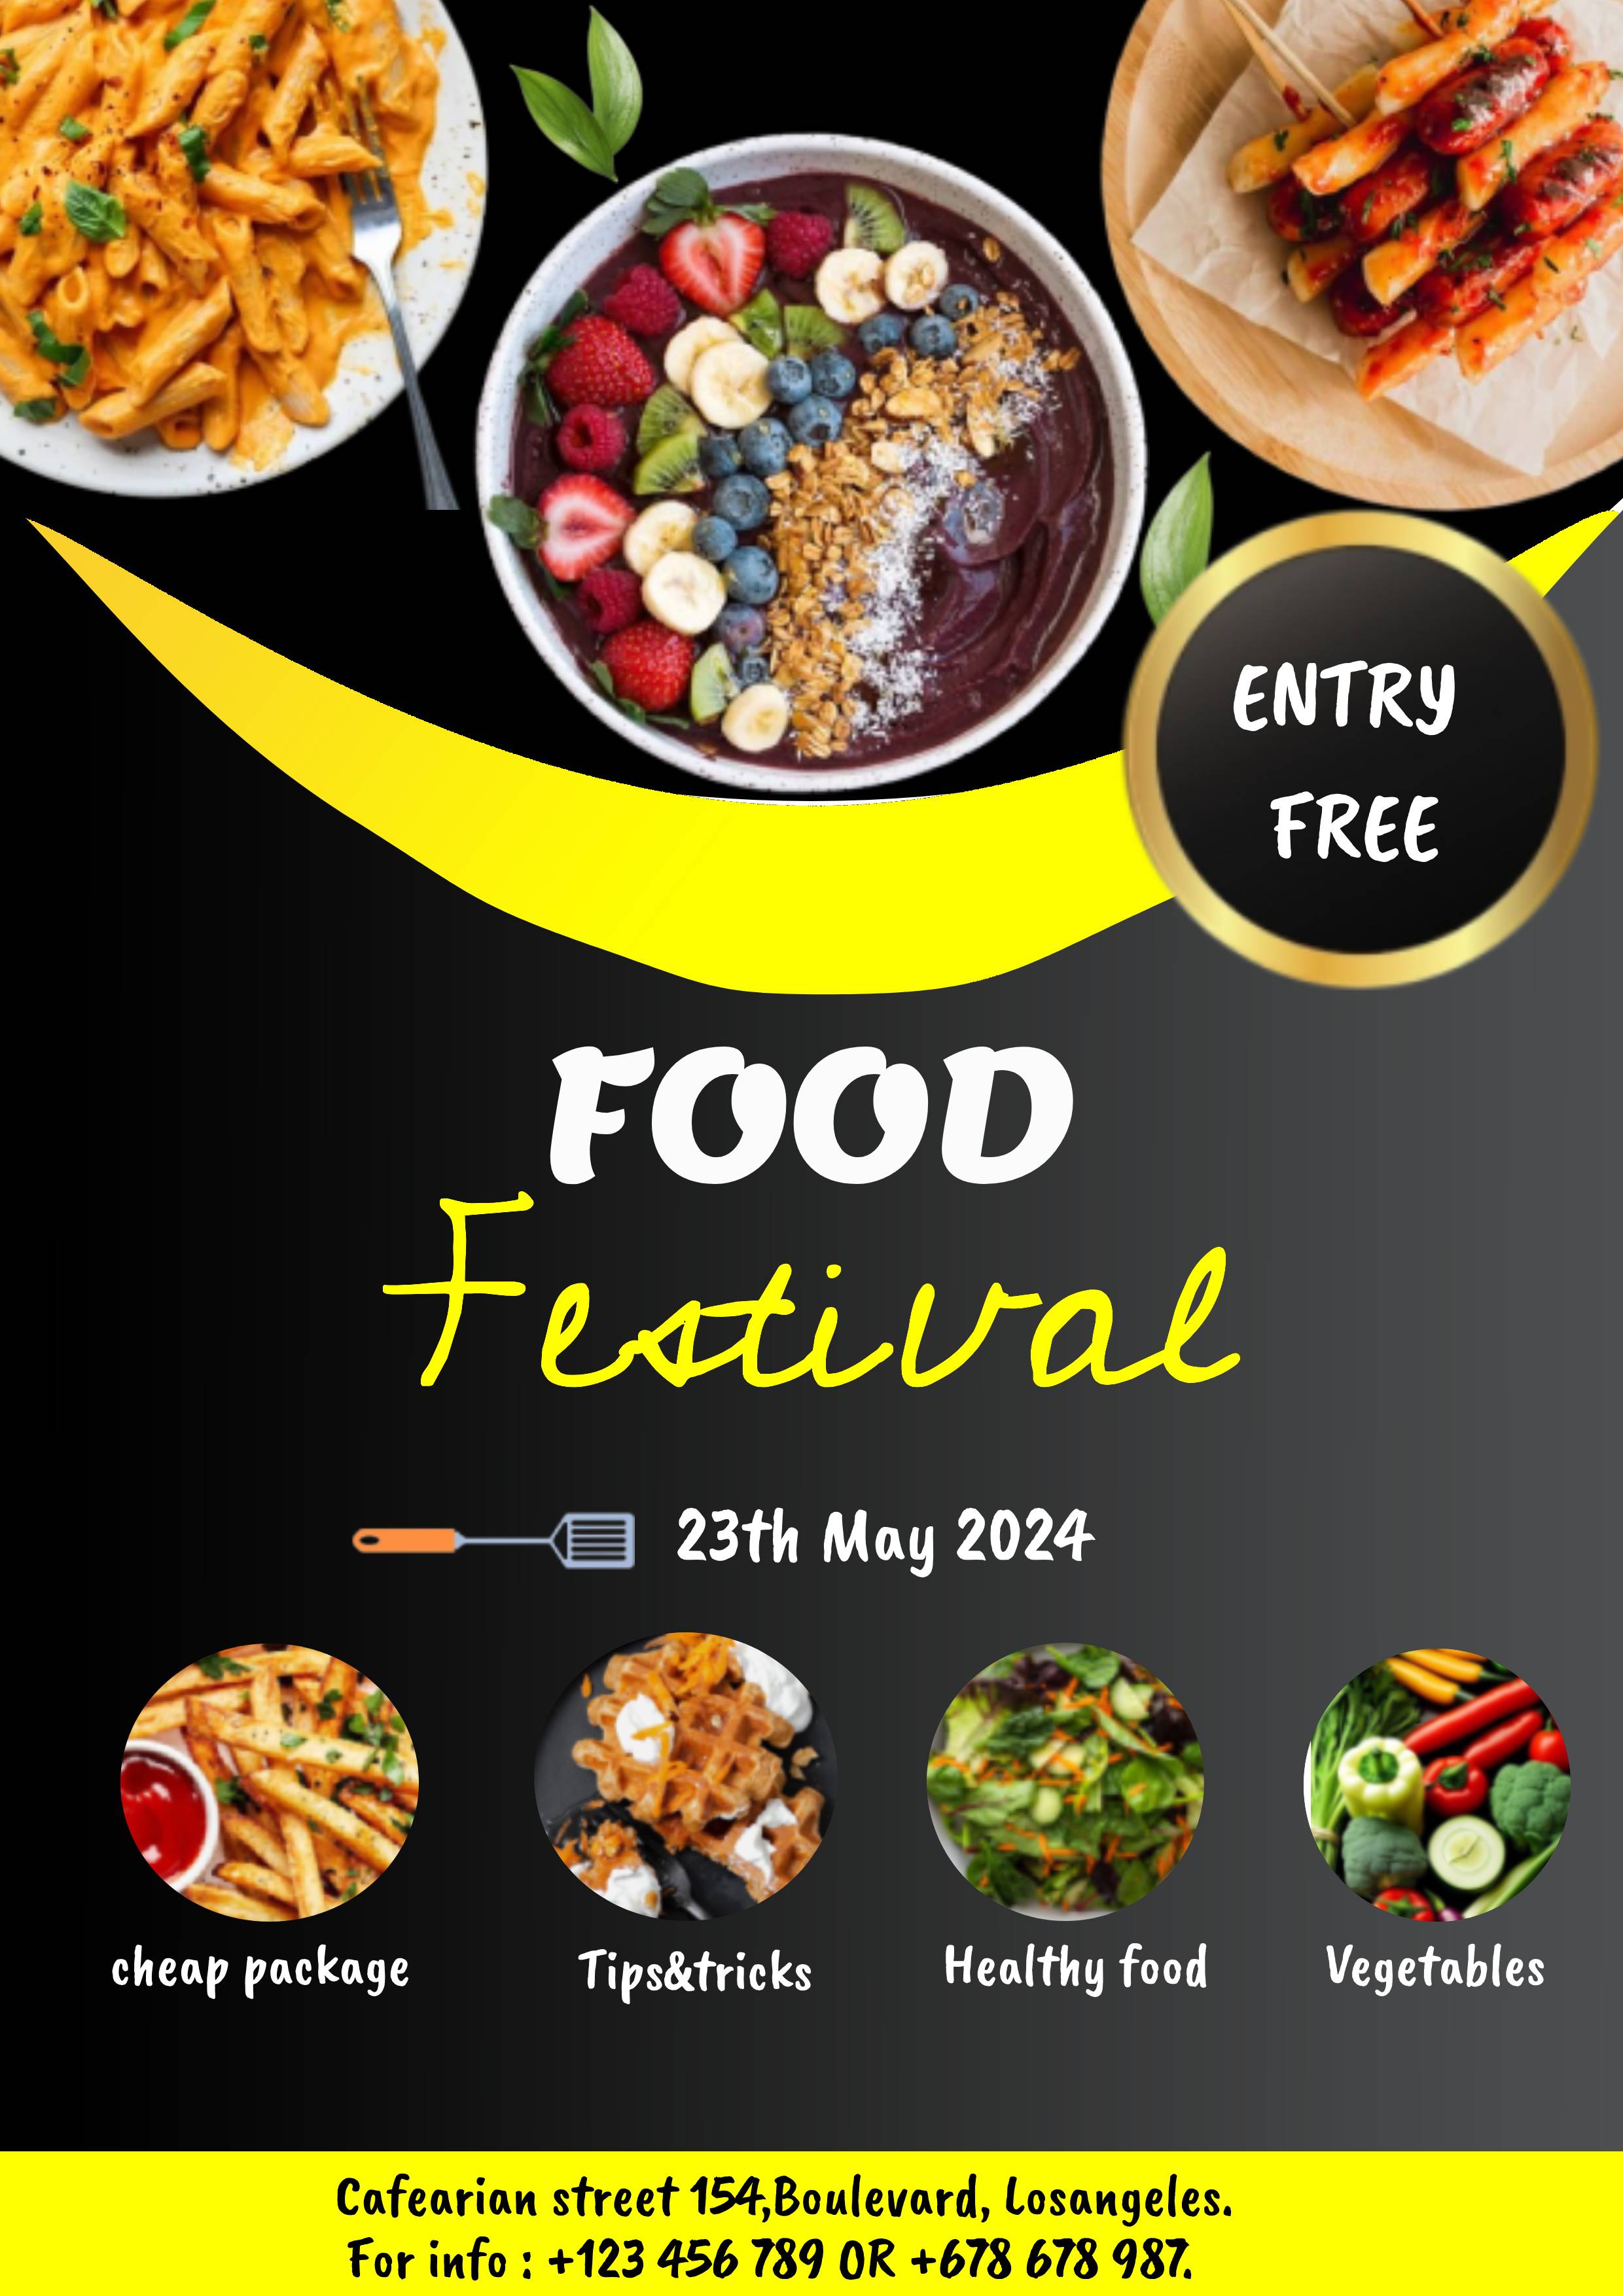 ENTRY
FREE
FOOD
Festival
23th May 2024
cheap package
Tips&tricks
Healthy food
Vegetables
Cafearian street 154,Boulevard, Losangeles.
For info : +123 456 789 OR +678 678 987.